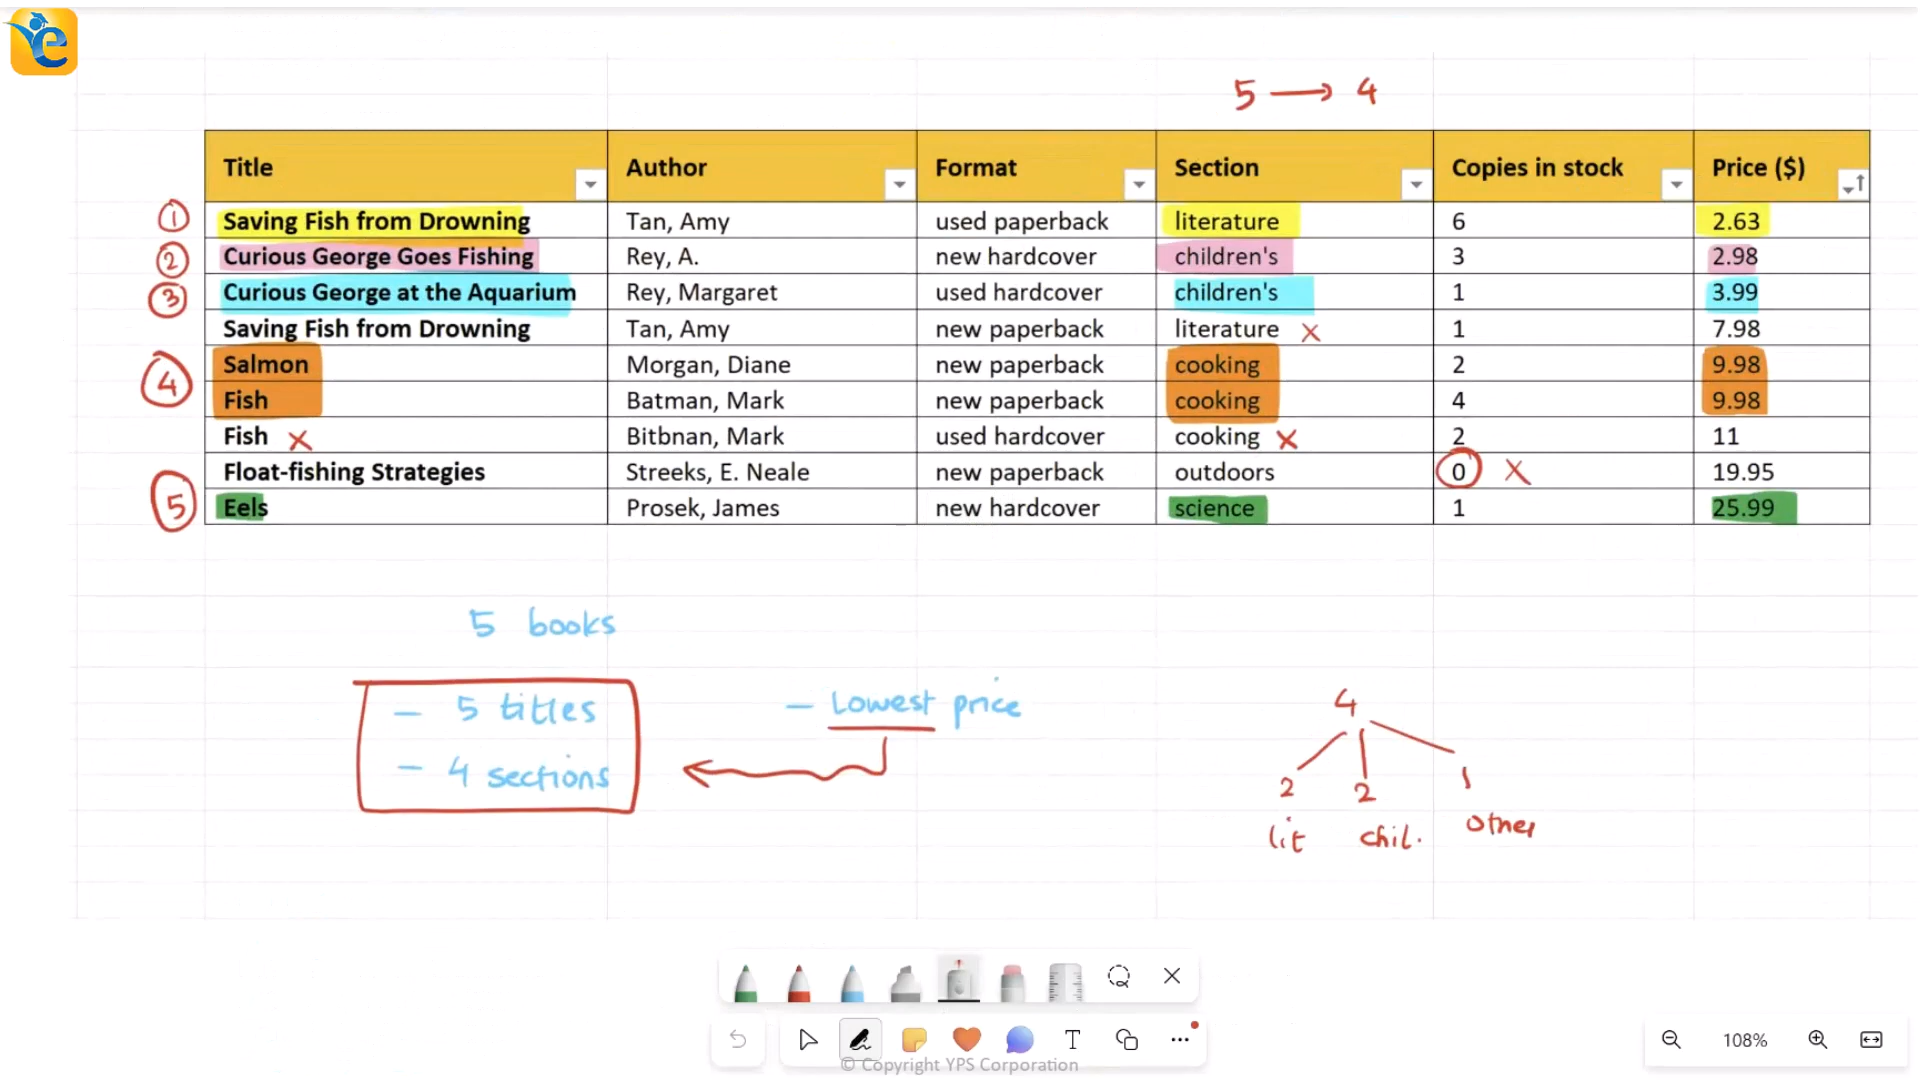 e
5 → 4
Title Author Format Section Copies in stock Price ($)
① Saving Fish from Drowning Tan, Amy used paperback literature 6 2.63
② Curious George Goes Fishing Rey, A. new hardcover children's 3 2.98
③ Curious George at the Aquarium Rey, Margaret used hardcover children's 1 3.99
Saving Fish from Drowning Tan, Amy new paperback literature X 1 7.98
④ Salmon Morgan, Diane new paperback cooking 2 9.98
Fish Batman, Mark new paperback cooking 4 9.98
Fish X Bitbnan, Mark used hardcover cooking X 2 11
Float-fishing Strategies Streeks, E. Neale new paperback outdoors 0 X 19.95
⑤ Eels Prosek, James new hardcover science 1 25.99
5 books
– 5 titles – Lowest price 4
– 4 sections 2 2 1
lit chil. Other
T 108%
© Copyright YPS Corporation